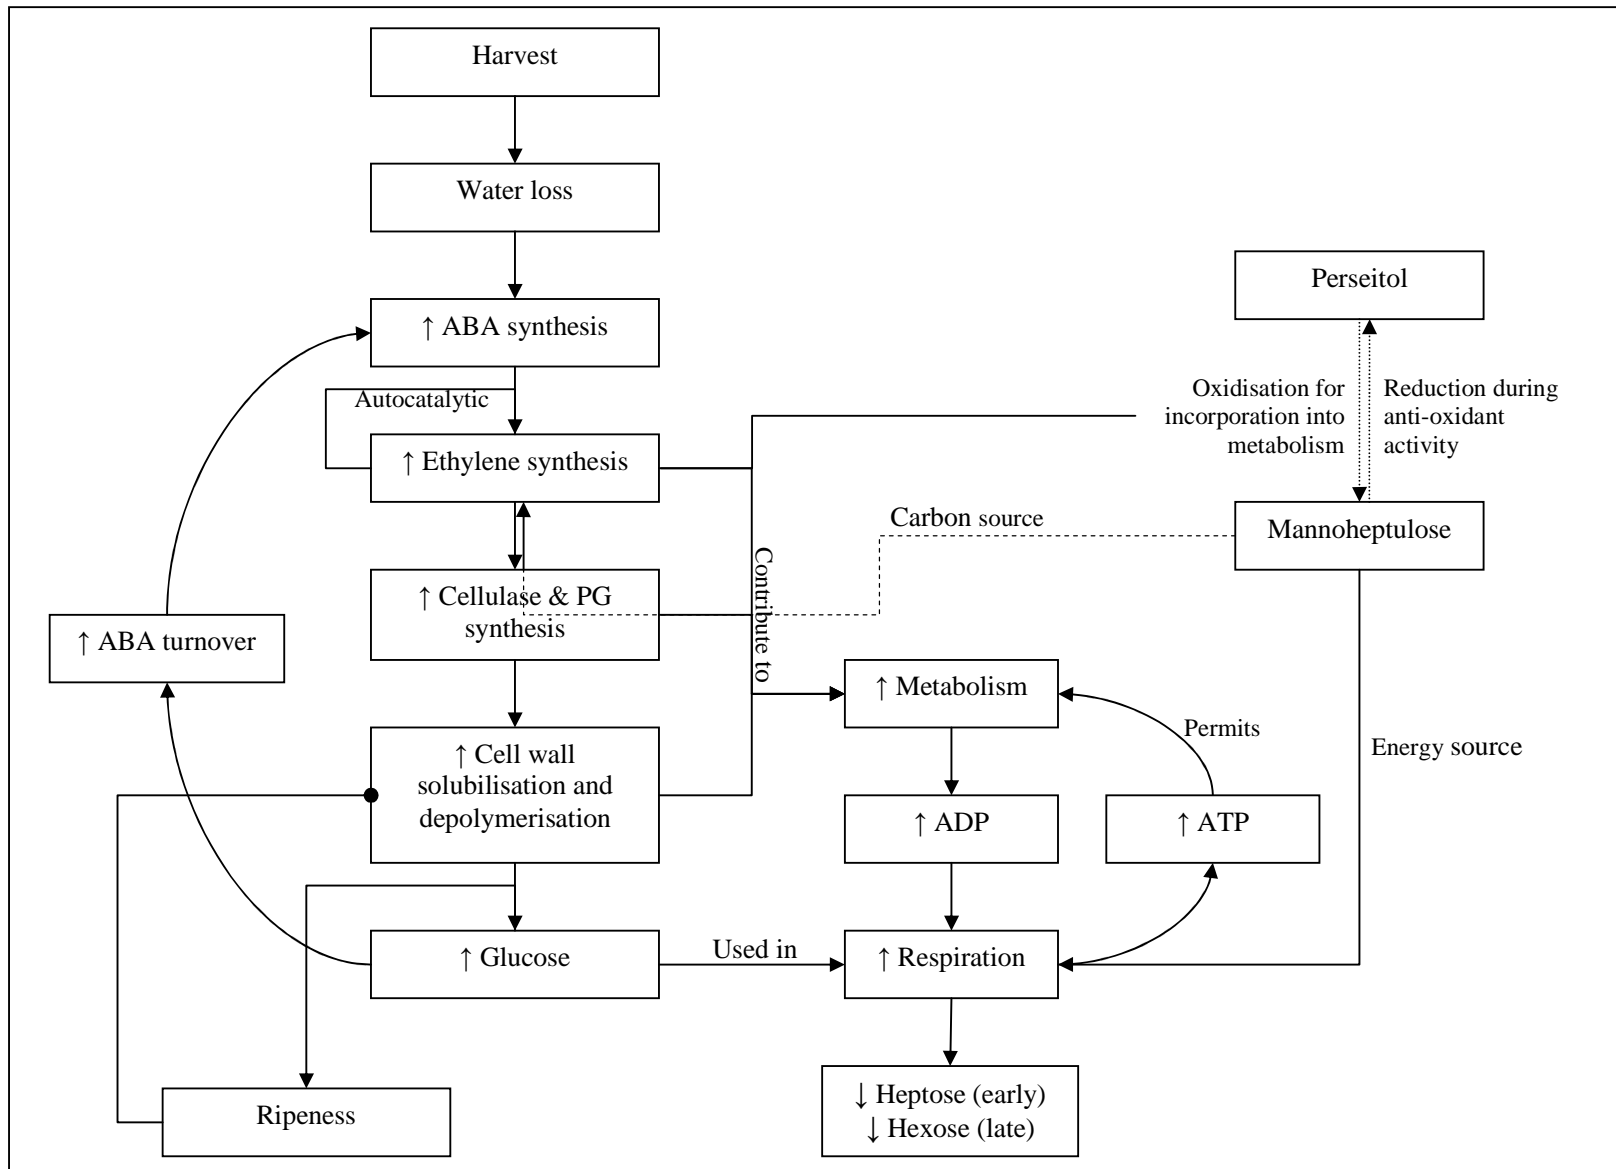 Harvest
Water loss
Perseitol
↑ ABA synthesis
Autocatalytic
Oxidisation for
incorporation into
metabolism
Reduction during
anti-oxidant
activity
↑ Ethylene synthesis
Carbon source
Mannoheptulose
Contribute to
↑ Cellulase & PG
synthesis
↑ ABA turnover
↑ Metabolism
Permits
Energy source
↑ Cell wall
solubilisation and
depolymerisation
↑ ADP
↑ ATP
↑ Glucose
Used in
↑ Respiration
Ripeness
↓ Heptose (early)
↓ Hexose (late)